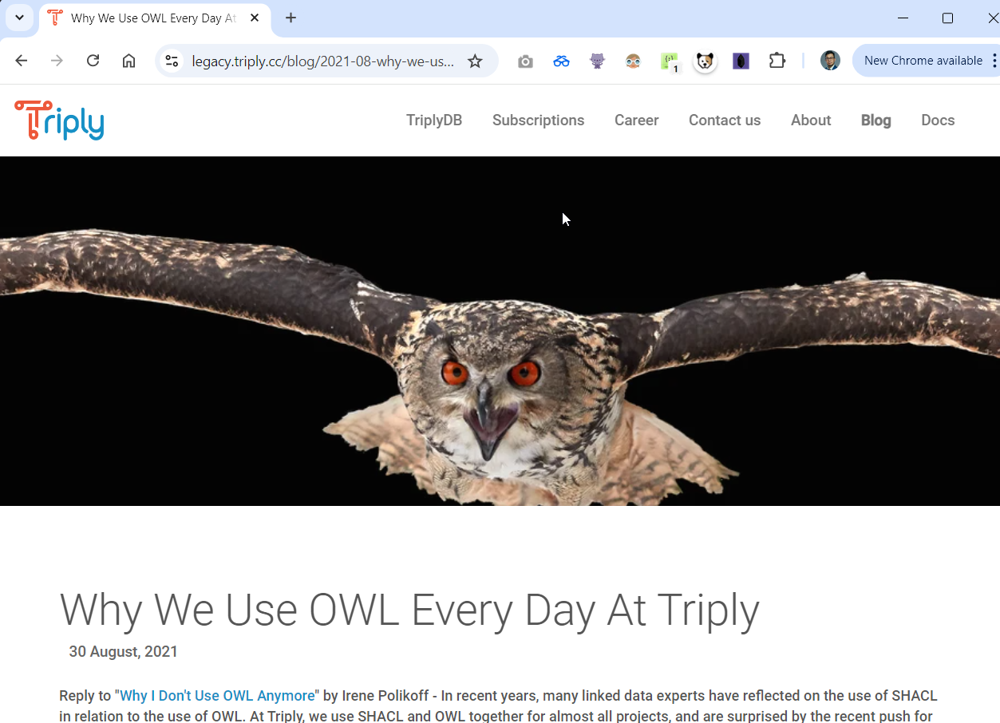 Why We Use OWL Every Day At
legacy.triply.cc/blog/2021-08-why-we-us...
1
New Chrome available
Triply
TriplyDB Subscriptions Career Contact us About Blog Docs
Why We Use OWL Every Day At Triply
30 August, 2021
Reply to "Why I Don't Use OWL Anymore" by Irene Polikoff - In recent years, many linked data experts have reflected on the use of SHACL
in relation to the use of OWL. At Triply, we use SHACL and OWL together for almost all projects, and are surprised by the recent push for